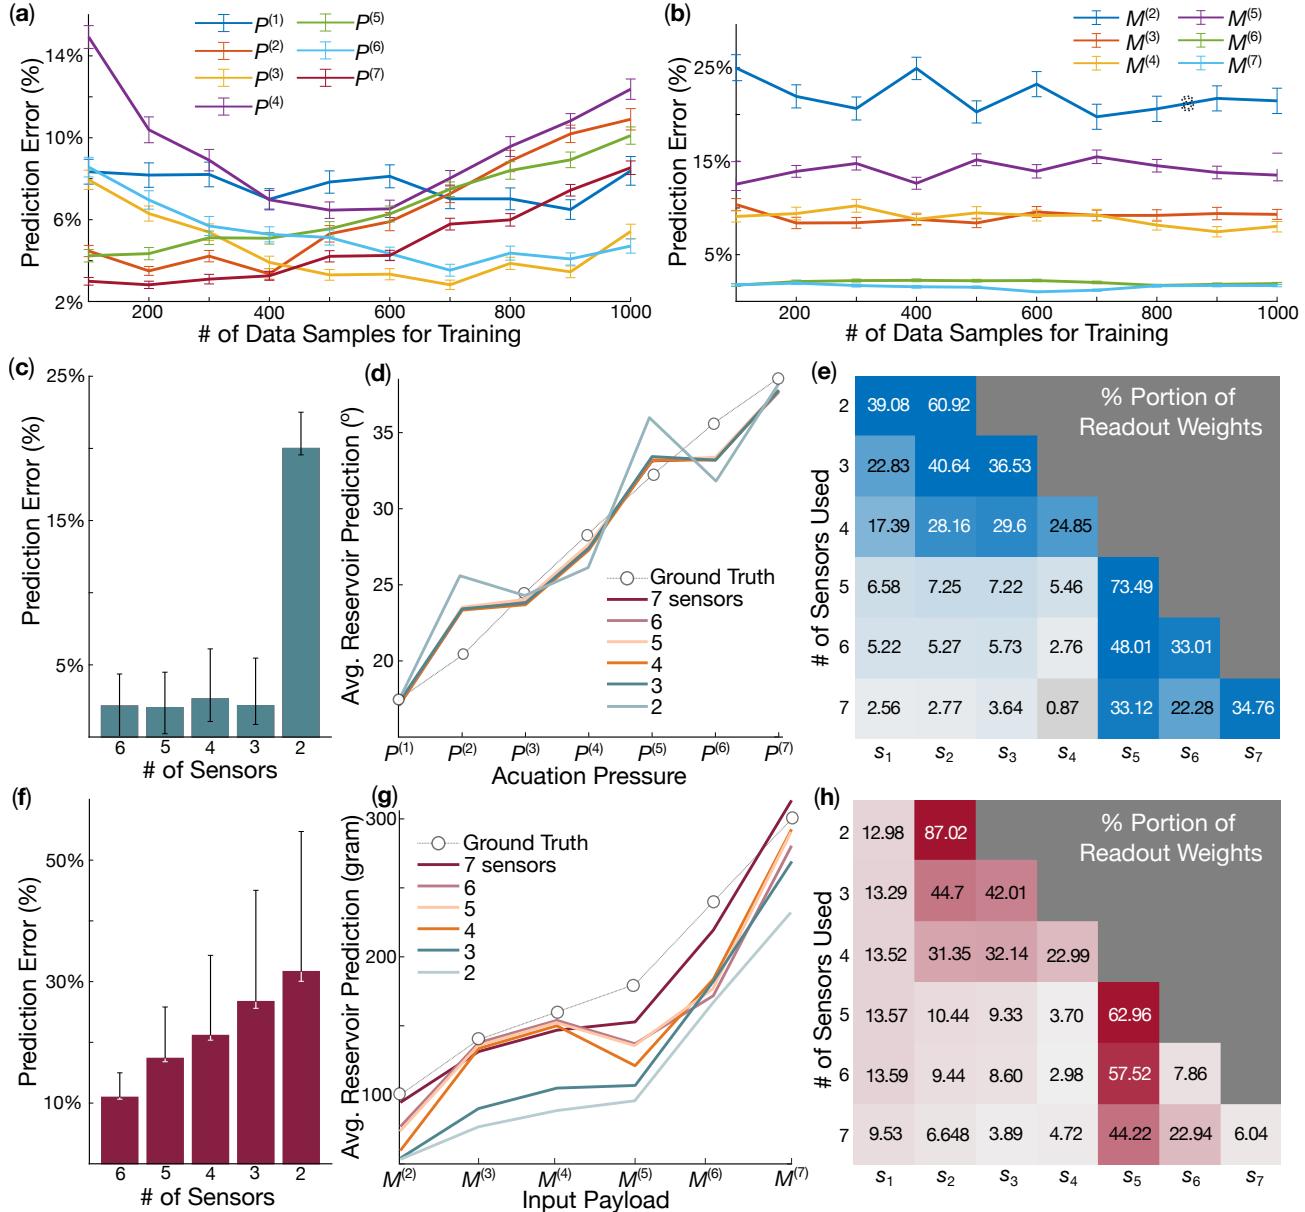 (a)
P(1)
P(2)
P(3)
P(4)
P(5)
P(6)
P(7)
Prediction Error (%)
14%
10%
6%
2%
200
400
600
800
1000
# of Data Samples for Training
(b)
M(2)
M(3)
M(4)
M(5)
M(6)
M(7)
Prediction Error (%)
25%
15%
5%
200
400
600
800
1000
# of Data Samples for Training
(c)
Prediction Error (%)
25%
15%
5%
6 5 4 3 2
# of Sensors
(d)
Avg. Reservoir Prediction (º)
35
30
25
20
Ground Truth
7 sensors
6
5
4
3
2
P(1) P(2) P(3) P(4) P(5) P(6) P(7)
Acuation Pressure
(e)
% Portion of
Readout Weights
# of Sensors Used
2 39.08 60.92
3 22.83 40.64 36.53
4 17.39 28.16 29.6 24.85
5 6.58 7.25 7.22 5.46 73.49
6 5.22 5.27 5.73 2.76 48.01 33.01
7 2.56 2.77 3.64 0.87 33.12 22.28 34.76
s1 s2 s3 s4 s5 s6 s7
(f)
Prediction Error (%)
50%
30%
10%
6 5 4 3 2
# of Sensors
(g)
Avg. Reservoir Prediction (gram)
300
200
100
Ground Truth
7 sensors
6
5
4
3
2
M(2) M(3) M(4) M(5) M(6) M(7)
Input Payload
(h)
% Portion of
Readout Weights
# of Sensors Used
2 12.98 87.02
3 13.29 44.7 42.01
4 13.52 31.35 32.14 22.99
5 13.57 10.44 9.33 3.70 62.96
6 13.59 9.44 8.60 2.98 57.52 7.86
7 9.53 6.648 3.89 4.72 44.22 22.94 6.04
s1 s2 s3 s4 s5 s6 s7